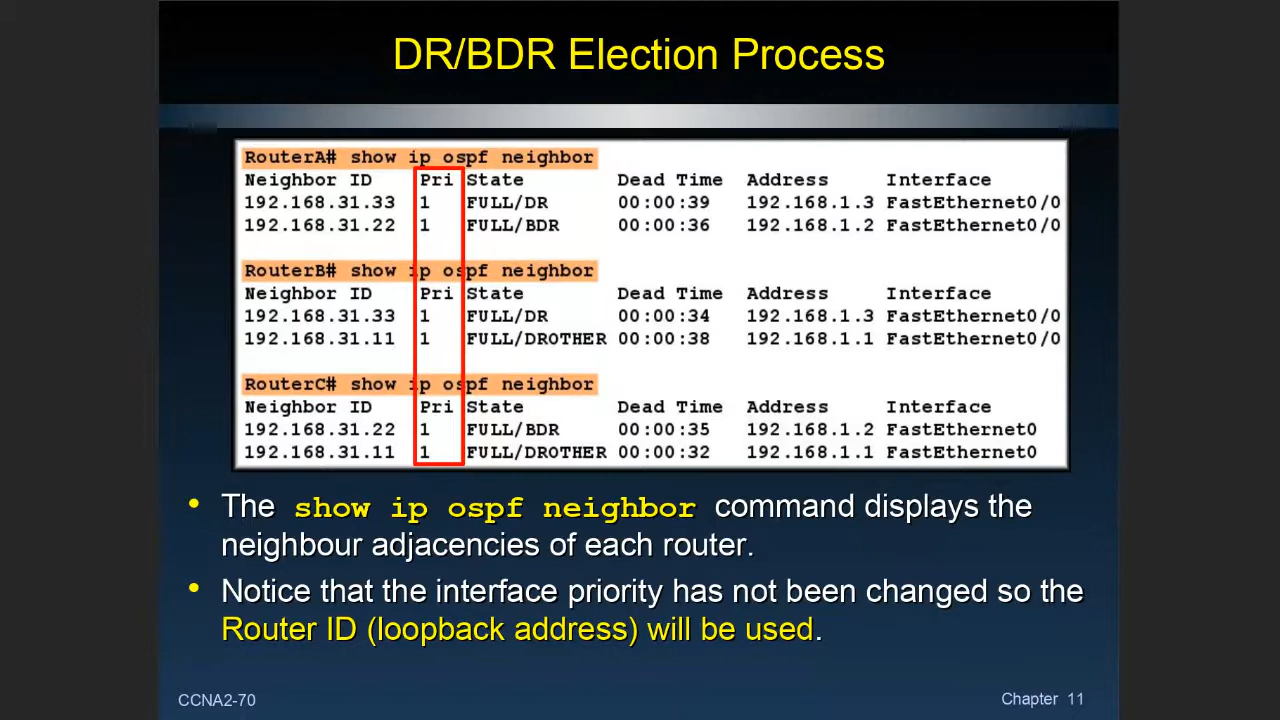 DR/BDR Election Process
RouterA# show ip ospf neighbor
Neighbor ID Pri State Dead Time Address Interface
192.168.31.33 1 FULL/DR 00:00:39 192.168.1.3 FastEthernet0/0
192.168.31.22 1 FULL/BDR 00:00:36 192.168.1.2 FastEthernet0/0
RouterB# show ip ospf neighbor
Neighbor ID Pri State Dead Time Address Interface
192.168.31.33 1 FULL/DR 00:00:34 192.168.1.3 FastEthernet0/0
192.168.31.11 1 FULL/DROTHER 00:00:38 192.168.1.1 FastEthernet0/0
RouterC# show ip ospf neighbor
Neighbor ID Pri State Dead Time Address Interface
192.168.31.22 1 FULL/BDR 00:00:35 192.168.1.2 FastEthernet0
192.168.31.11 1 FULL/DROTHER 00:00:32 192.168.1.1 FastEthernet0
• The show ip ospf neighbor command displays the
neighbour adjacencies of each router.
• Notice that the interface priority has not been changed so the
Router ID (loopback address) will be used.
CCNA2-70
Chapter 11